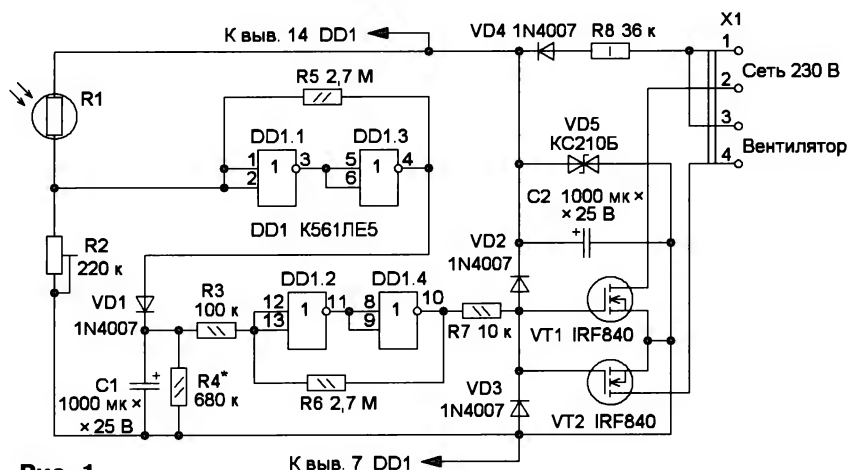 К выв. 14 DD1
VD4 1N4007
R8 36 к
X1
1
Сеть 230 В
2
3
Вентилятор
4
R1
R5 2,7 М
DD1.1
DD1.3
1
2
1
3
5
6
1
4
DD1 К561ЛЕ5
VD5
КС210Б
C2 1000 мк ×
× 25 В
R2
220 к
VD1
1N4007
R3
100 к
DD1.2
DD1.4
12
13
1
11
8
9
1
10
R7 10 к
VD2
1N4007
VT1 IRF840
C1
1000 мк ×
× 25 В
R4*
680 к
R6 2,7 М
VD3
1N4007
VT2 IRF840
К выв. 7 DD1
Рис. 1